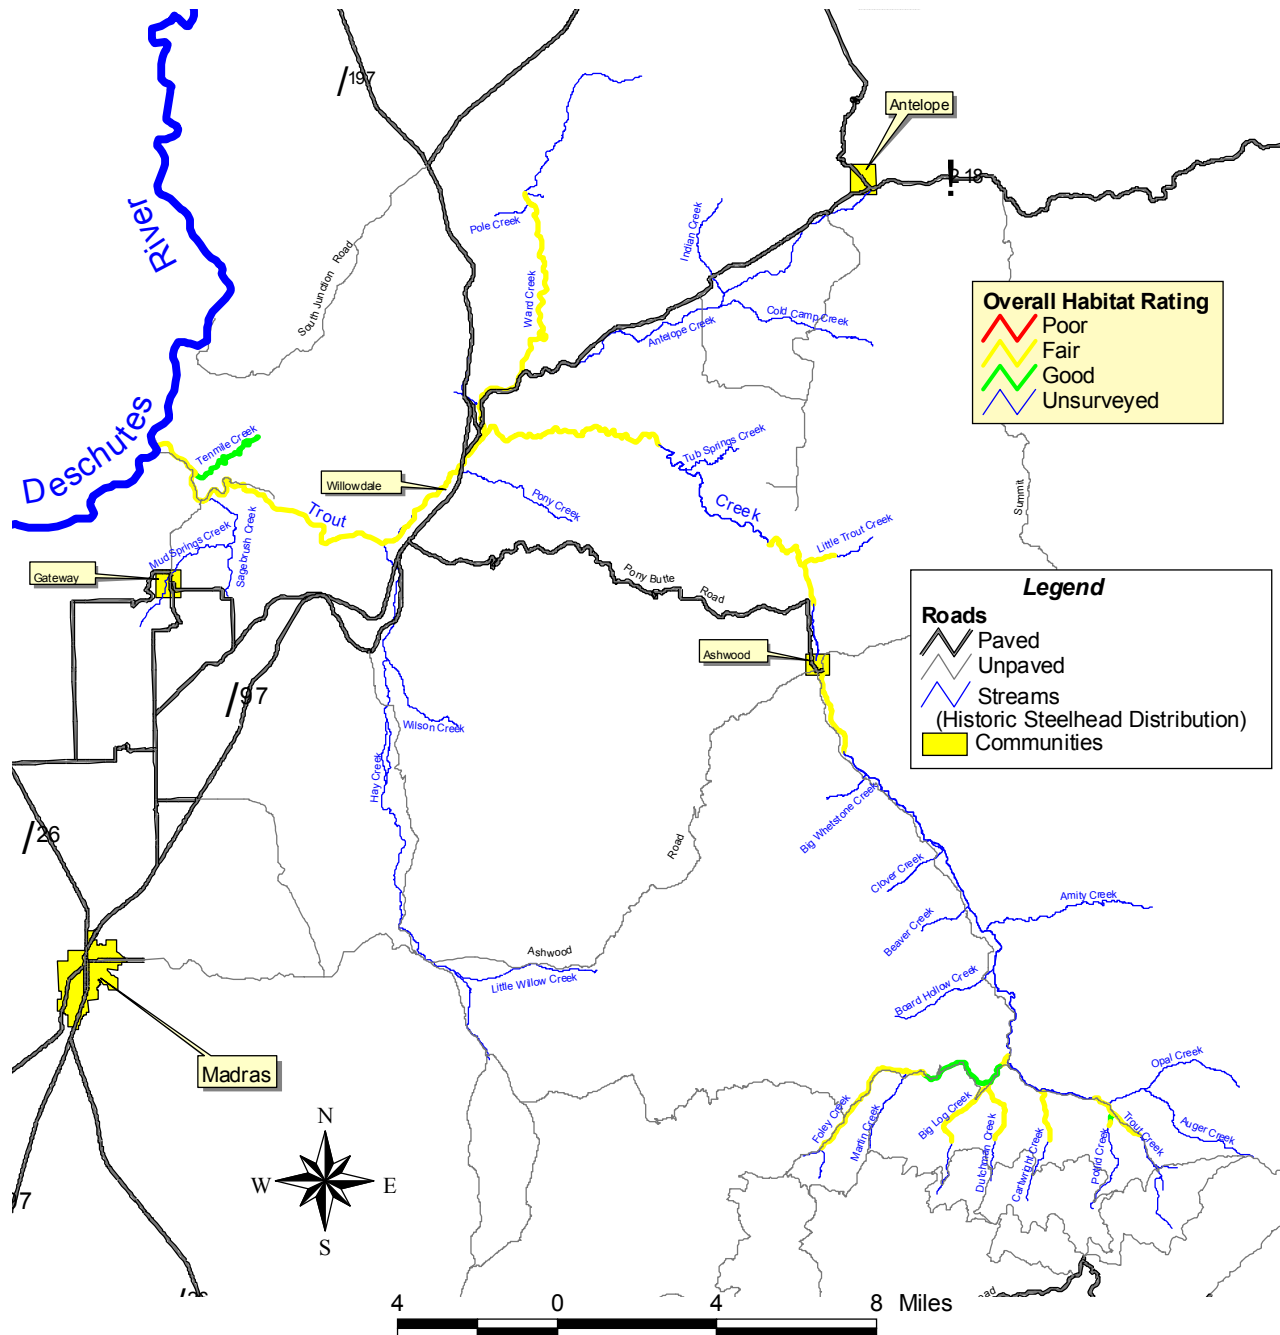 197
Antelope
218
River
Pole Creek
Indian Creek
South Junction Road
Ward Creek
Cold Camp Creek
Antelope Creek
Overall Habitat Rating
Poor
Fair
Good
Unsurveyed
Deschutes
Tenmile Creek
Tub Springs Creek
Willowdale
Pony Creek
Trout
Creek
Summit
Little Trout Creek
Mud Springs Creek
Sagebrush Creek
Gateway
Pony Butte
Road
Ashwood
Legend
Roads
Paved
Unpaved
Streams
(Historic Steelhead Distribution)
Communities
97
Wilson Creek
Hay Creek
Big Whetstone Creek
26
Road
Clover Creek
Amity Creek
Beaver Creek
Ashwood
Little Willow Creek
Board Hollow Creek
Madras
Opal Creek
Foley Creek
Martin Creek
Big Log Creek
Dutchman Creek
Cartwright Creek
Potlid Creek
Trout Creek
Auger Creek
N
W
E
S
97
4 0 4 8 Miles